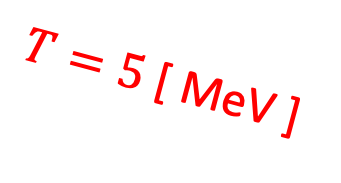 T = 5 [ MeV ]